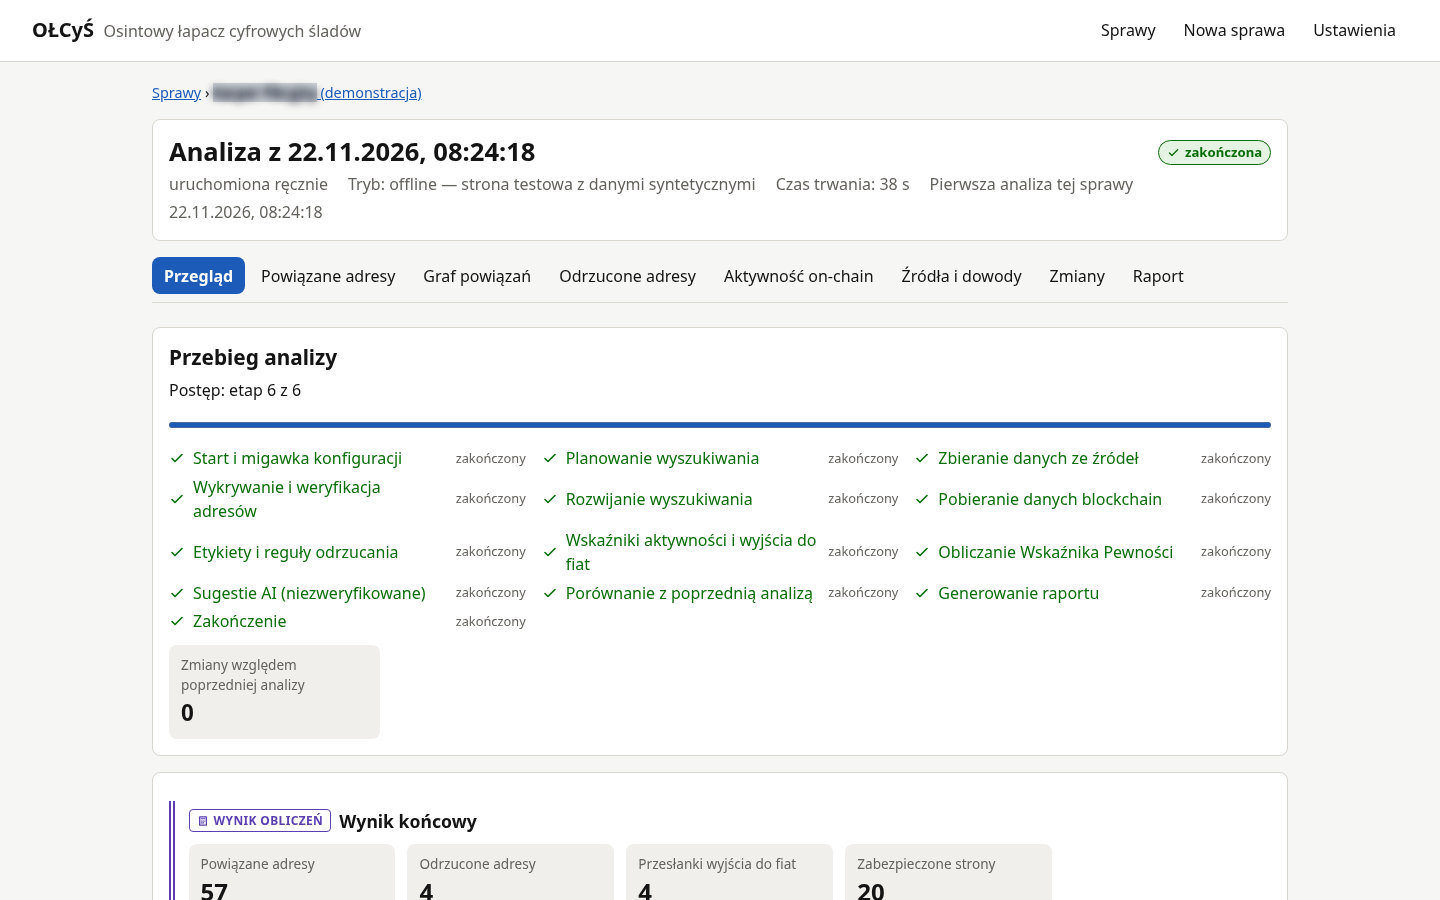 OŁCyŚ Osintowy łapacz cyfrowych śladów Sprawy Nowa sprawa Ustawienia
Sprawy › (demonstracja)
Analiza z 22.11.2026, 08:24:18 zakończona
uruchomiona ręcznie Tryb: offline — strona testowa z danymi syntetycznymi Czas trwania: 38 s Pierwsza analiza tej sprawy
22.11.2026, 08:24:18
Przegląd Powiązane adresy Graf powiązań Odrzucone adresy Aktywność on-chain Źródła i dowody Zmiany Raport
Przebieg analizy
Postęp: etap 6 z 6
Start i migawka konfiguracji zakończony Planowanie wyszukiwania zakończony Zbieranie danych ze źródeł zakończony
Wykrywanie i weryfikacja
adresów zakończony Rozwijanie wyszukiwania zakończony Pobieranie danych blockchain zakończony
Etykiety i reguły odrzucania zakończony Wskaźniki aktywności i wyjścia do
fiat zakończony Obliczanie Wskaźnika Pewności zakończony
Sugestie AI (niezweryfikowane) zakończony Porównanie z poprzednią analizą zakończony Generowanie raportu zakończony
Zakończenie zakończony
Zmiany względem
poprzedniej analizy
0
WYNIK OBLICZEŃ Wynik końcowy
Powiązane adresy Odrzucone adresy Przesłanki wyjścia do fiat Zabezpieczone strony
57 4 4 20